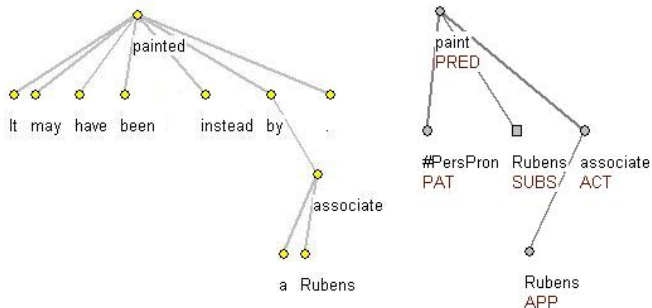 painted
It may have been instead by .
associate
a Rubens
paint
PRED
#PersPron Rubens associate
PAT SUBS ACT
Rubens
APP